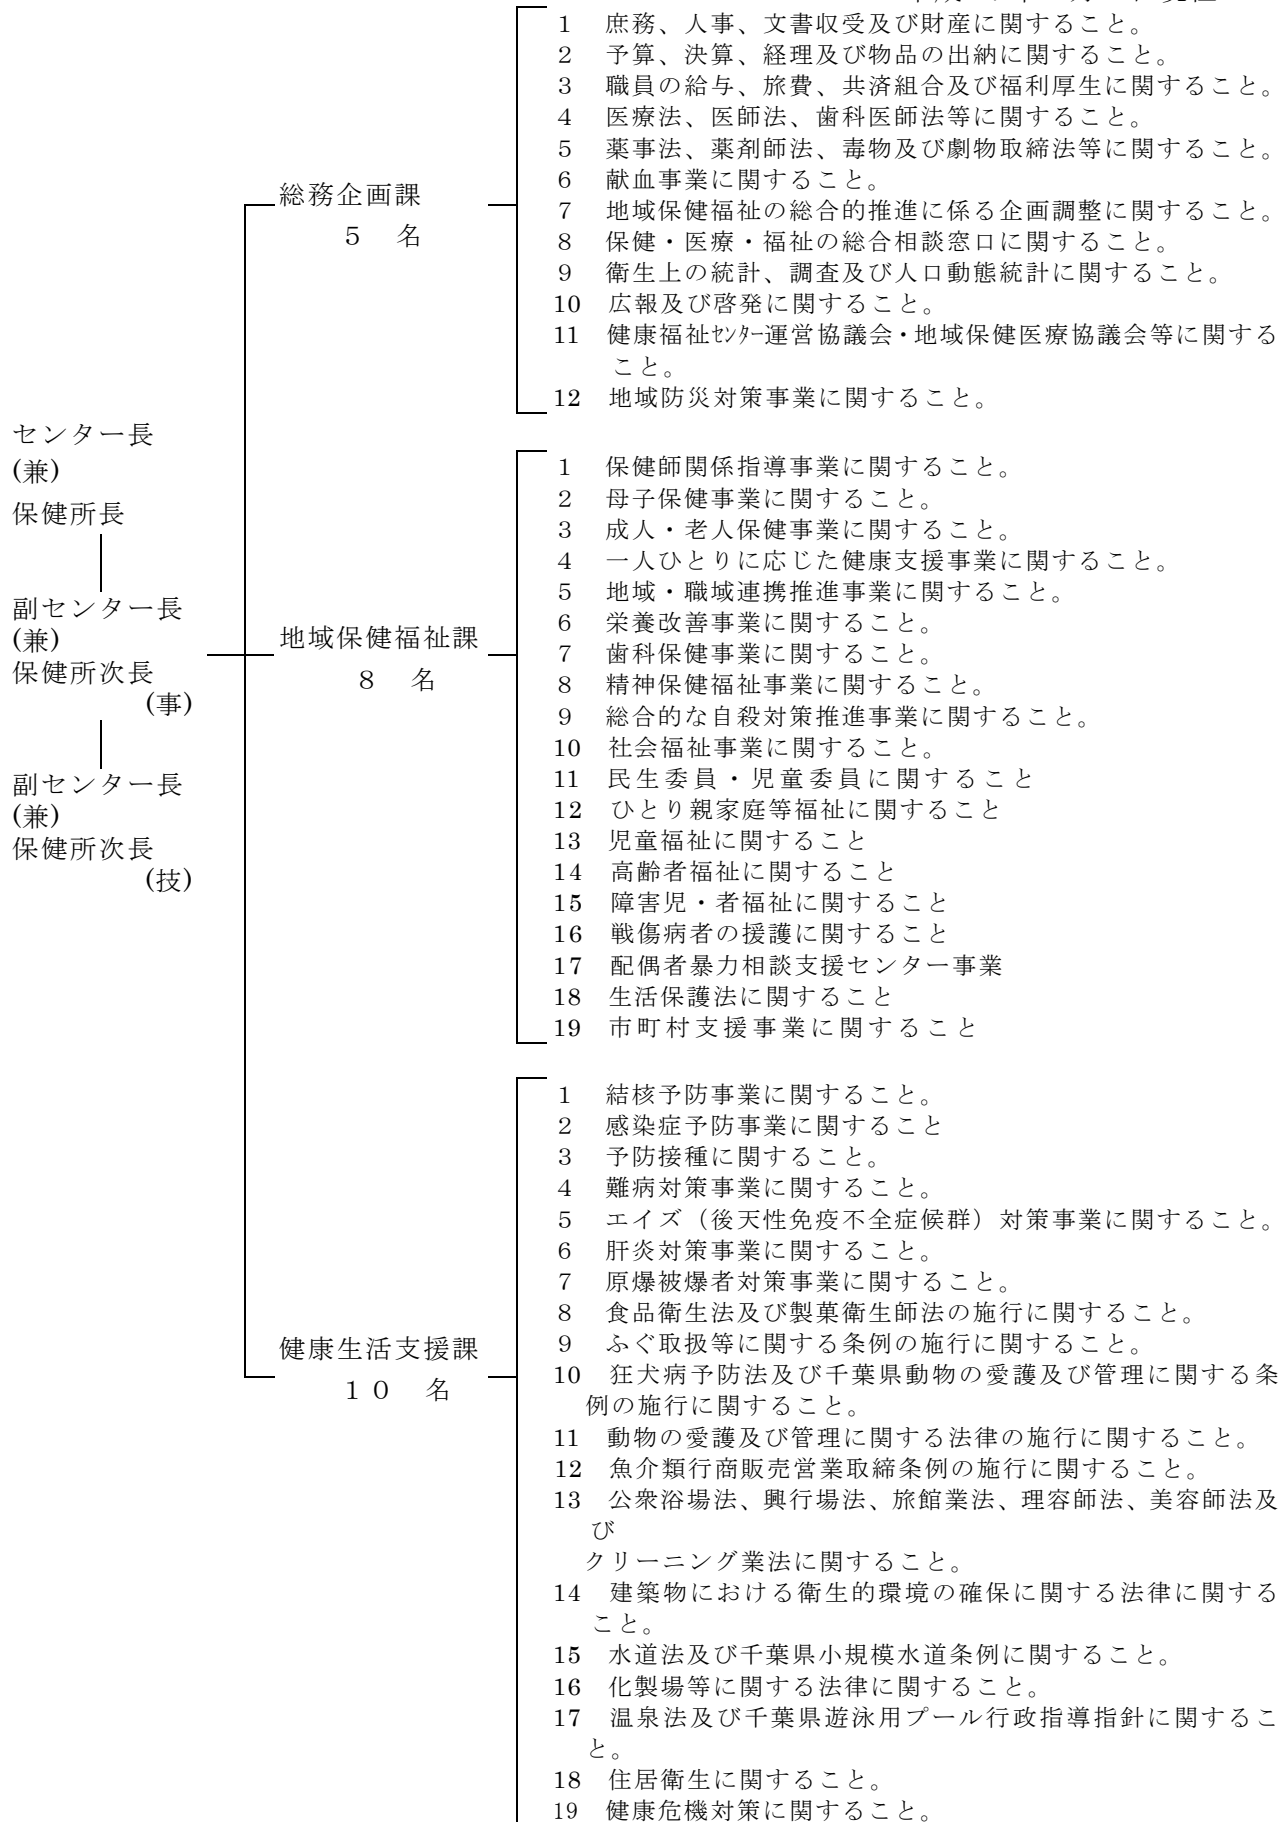 センター長
(兼)
保健所長
副センター長
(兼)
保健所次長
(事)
副センター長
(兼)
保健所次長
(技)
総務企画課
５　名
1　庶務、人事、文書収受及び財産に関すること。
2　予算、決算、経理及び物品の出納に関すること。
3　職員の給与、旅費、共済組合及び福利厚生に関すること。
4　医療法、医師法、歯科医師法等に関すること。
5　薬事法、薬剤師法、毒物及び劇物取締法等に関すること。
6　献血事業に関すること。
7　地域保健福祉の総合的推進に係る企画調整に関すること。
8　保健・医療・福祉の総合相談窓口に関すること。
9　衛生上の統計、調査及び人口動態統計に関すること。
10　広報及び啓発に関すること。
11　健康福祉ｾﾝﾀｰ運営協議会・地域保健医療協議会等に関する
こと。
12　地域防災対策事業に関すること。
地域保健福祉課
８　名
1　保健師関係指導事業に関すること。
2　母子保健事業に関すること。
3　成人・老人保健事業に関すること。
4　一人ひとりに応じた健康支援事業に関すること。
5　地域・職域連携推進事業に関すること。
6　栄養改善事業に関すること。
7　歯科保健事業に関すること。
8　精神保健福祉事業に関すること。
9　総合的な自殺対策推進事業に関すること。
10　社会福祉事業に関すること。
11　民生委員・児童委員に関すること
12　ひとり親家庭等福祉に関すること
13　児童福祉に関すること
14　高齢者福祉に関すること
15　障害児・者福祉に関すること
16　戦傷病者の援護に関すること
17　配偶者暴力相談支援センター事業
18　生活保護法に関すること
19　市町村支援事業に関すること
健康生活支援課
１０　名
1　結核予防事業に関すること。
2　感染症予防事業に関すること
3　予防接種に関すること。
4　難病対策事業に関すること。
5　エイズ（後天性免疫不全症候群）対策事業に関すること。
6　肝炎対策事業に関すること。
7　原爆被爆者対策事業に関すること。
8　食品衛生法及び製菓衛生師法の施行に関すること。
9　ふぐ取扱等に関する条例の施行に関すること。
10　狂犬病予防法及び千葉県動物の愛護及び管理に関する条
例の施行に関すること。
11　動物の愛護及び管理に関する法律の施行に関すること。
12　魚介類行商販売営業取締条例の施行に関すること。
13　公衆浴場法、興行場法、旅館業法、理容師法、美容師法及
び
クリーニング業法に関すること。
14　建築物における衛生的環境の確保に関する法律に関する
こと。
15　水道法及び千葉県小規模水道条例に関すること。
16　化製場等に関する法律に関すること。
17　温泉法及び千葉県遊泳用プール行政指導指針に関するこ
と。
18　住居衛生に関すること。
19　健康危機対策に関すること。